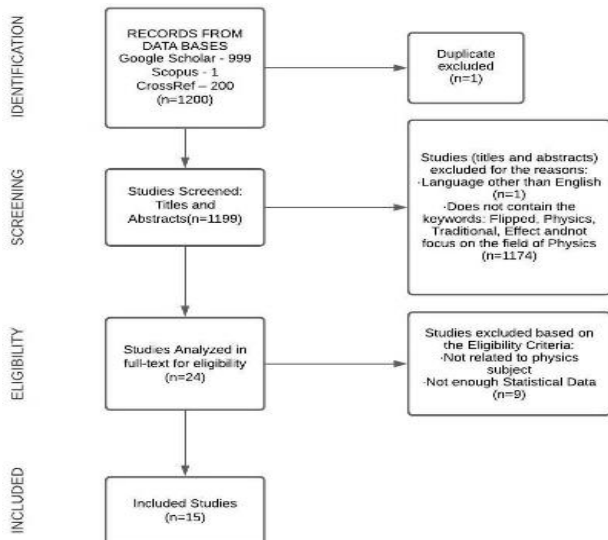 IDENTIFICATION
RECORDS FROM
DATA BASES
Google Scholar - 999
Scopus - 1
CrossRef – 200
(n=1200)
Duplicate
excluded
(n=1)
SCREENING
Studies Screened:
Titles and
Abstracts(n=1199)
Studies (titles and abstracts)
excluded for the reasons:
·Language other than English
(n=1)
·Does not contain the
keywords: Flipped, Physics,
Traditional, Effect andnot
focus on the field of Physics
(n=1174)
ELIGIBILITY
Studies Analyzed in
full-text for eligibility
(n=24)
Studies excluded based on
the Eligibility Criteria:
·Not related to physics
subject
·Not enough Statistical Data
(n=9)
INCLUDED
Included Studies
(n=15)